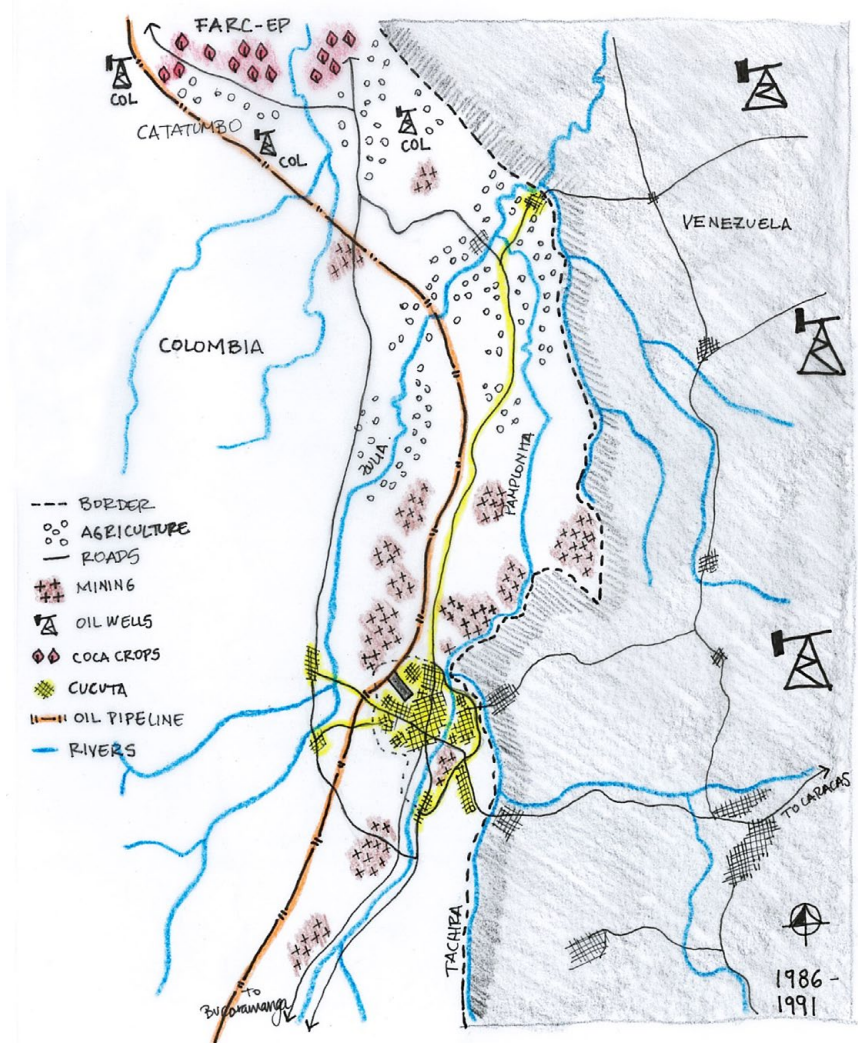 FARC-EP
COL
CATATUMBO
COL
COL
VENEZUELA
COLOMBIA
ZULIA
PAMPLONITA
BORDER
AGRICULTURE
ROADS
MINING
OIL WELLS
COCA CROPS
CUCUTA
OIL PIPELINE
RIVERS
TO CARACAS
TACHIRA
TO
Bucaramanga
1986 -
1991